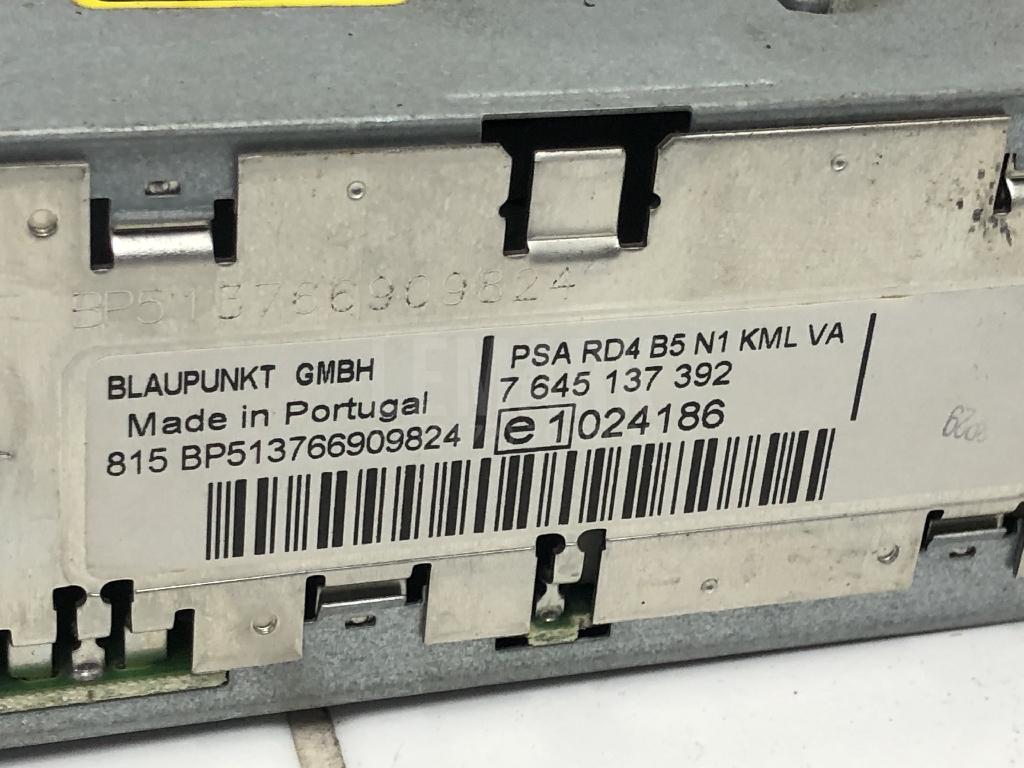 BP513766909824
BLAUPUNKT GMBH
Made in Portugal
815 BP513766909824
PSA RD4 B5 N1 KML VA
7 645 137 392
e1 024186